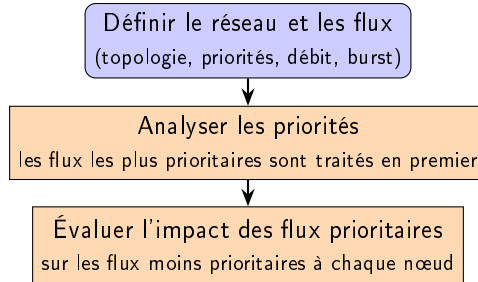 Définir le réseau et les flux
(topologie, priorités, débit, burst)
Analyser les priorités
les flux les plus prioritaires sont traités en premier
Évaluer l'impact des flux prioritaires
sur les flux moins prioritaires à chaque nœud